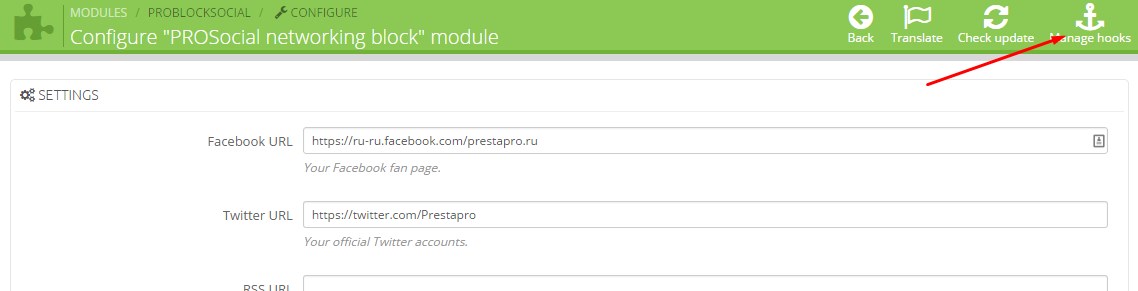 MODULES / PROBLOCKSOCIAL / CONFIGURE
Configure "PROSocial networking block" module
Back Translate Check update Manage hooks
SETTINGS
Facebook URL https://ru-ru.facebook.com/prestapro.ru
Your Facebook fan page.
Twitter URL https://twitter.com/Prestapro
Your official Twitter accounts.
RSS URL